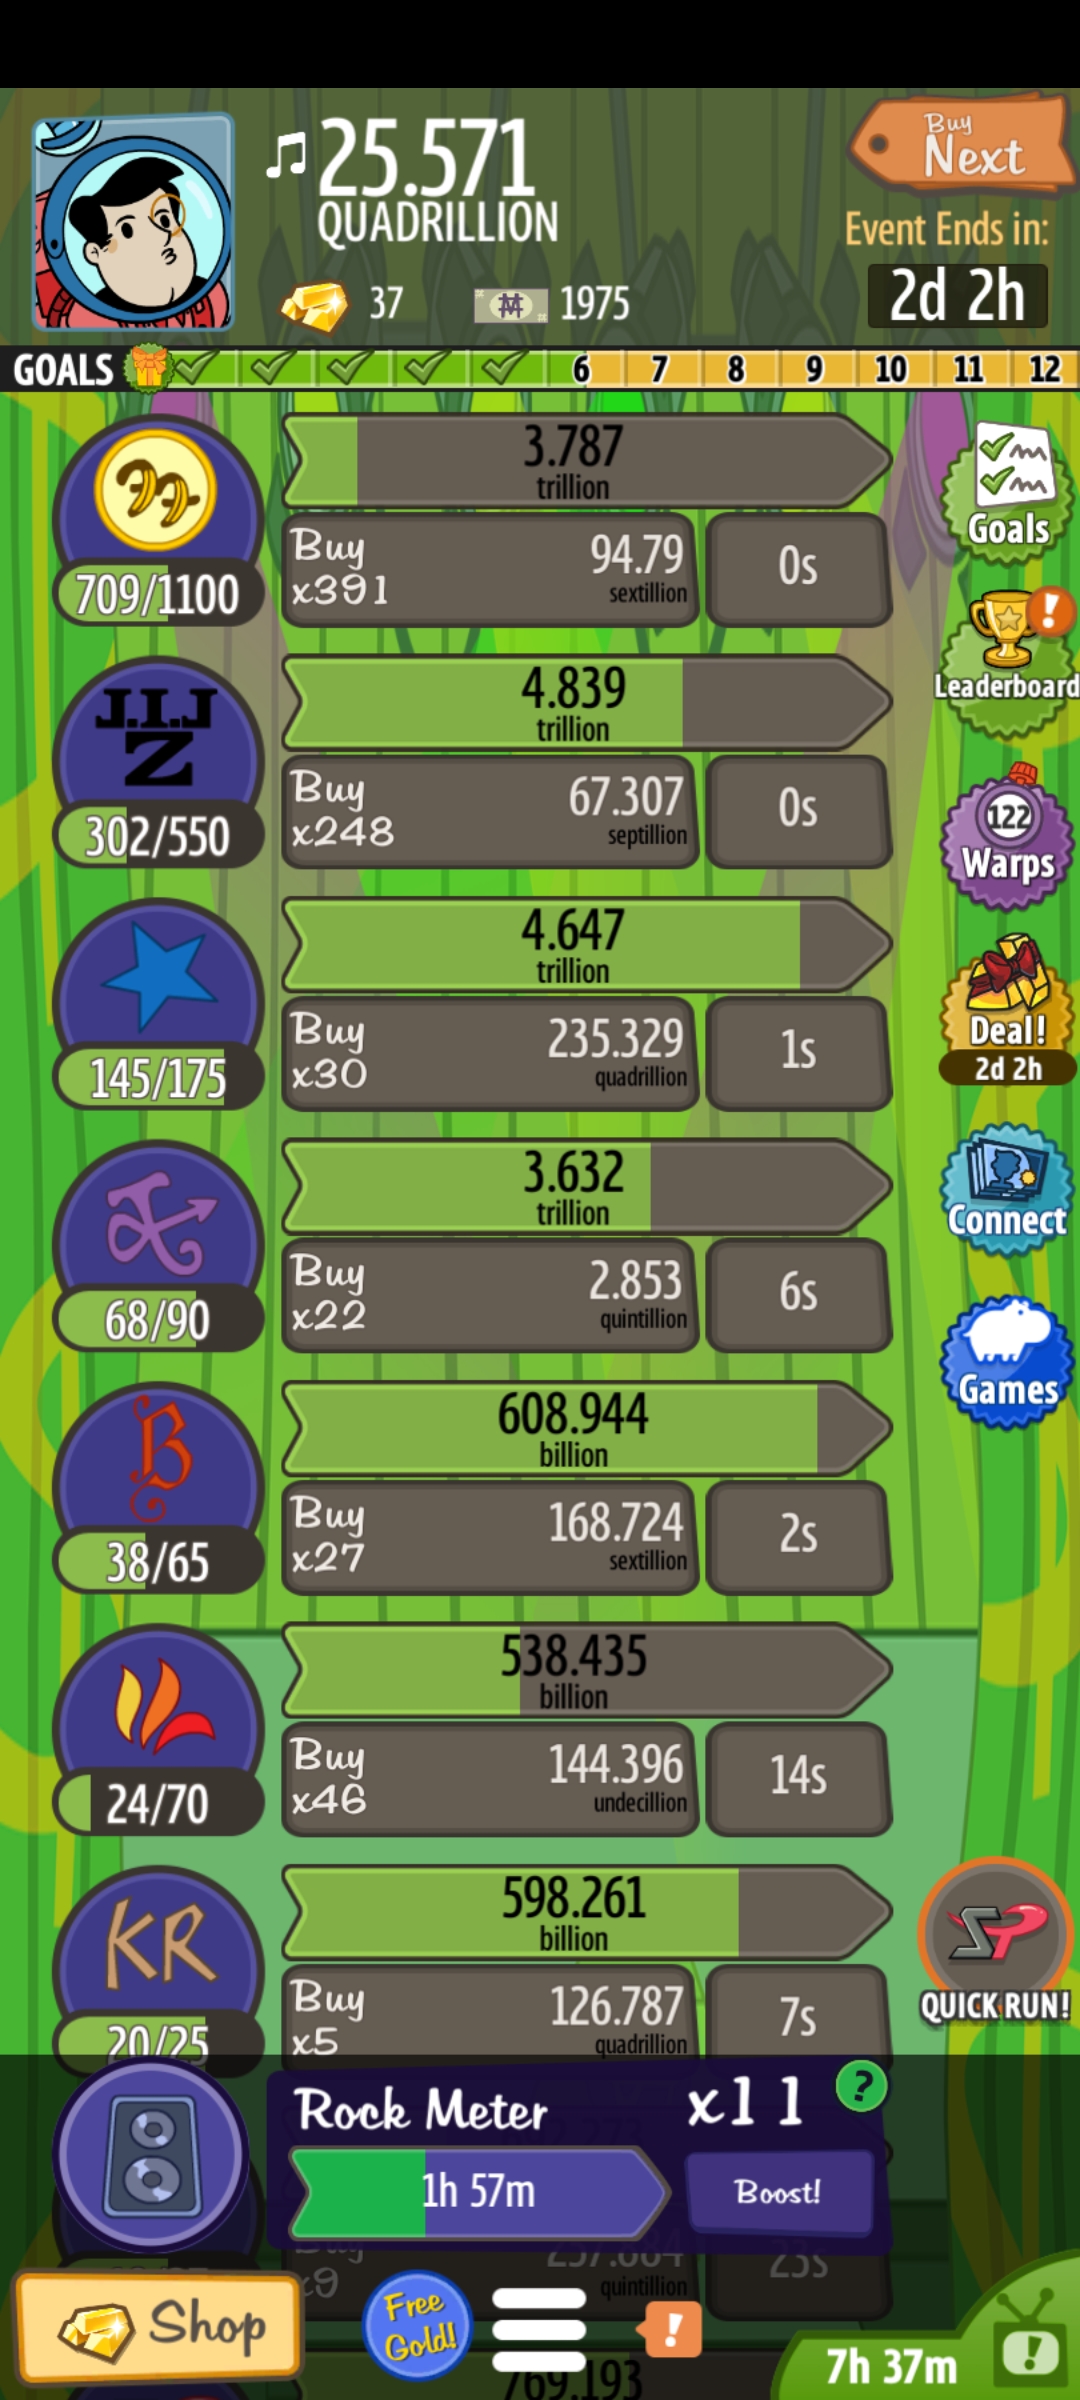 25.571
QUADRILLION
Buy
Next
Event Ends in:
2d 2h
37
1975
GOALS 6 7 8 9 10 11 12
3.787
trillion
709/1100
Buy
x391
94.79
sextillion
0s
Goals
J.I.J
Z
4.839
trillion
302/550
Buy
x248
67.307
septillion
0s
!
Leaderboard
122
Warps
4.647
trillion
145/175
Buy
x30
235.329
quadrillion
1s
Deal!
2d 2h
3.632
trillion
68/90
Buy
x22
2.853
quintillion
6s
Connect
Games
B
608.944
billion
38/65
Buy
x27
168.724
sextillion
2s
538.435
billion
24/70
Buy
x46
144.396
undecillion
14s
KR
598.261
billion
20/25
Buy
x5
126.787
quadrillion
7s
SP
QUICK RUN!
Rock Meter
x11
?
1h 57m
Boost!
Buy
x9
257.884
quintillion
23s
Shop
Free
Gold!
!
769.193
7h 37m
!